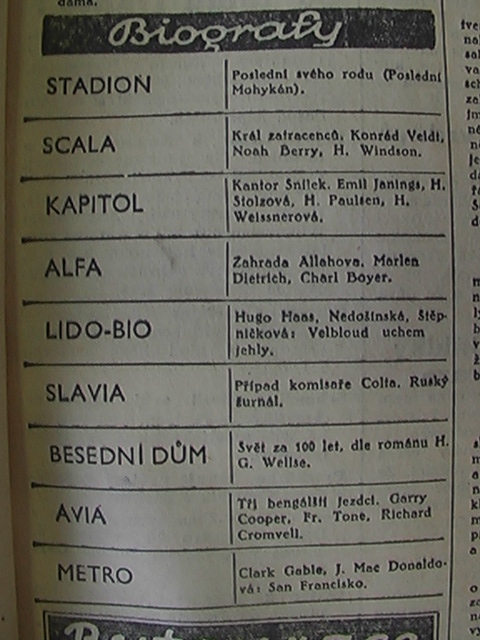 dáma.
Biografy
STADION
Poslední svého rodu (Poslední
Mohykán).
SCALA
Král zatracenců. Konrád Veidt,
Noah Berry, H. Windson.
KAPITOL
Kantor Snílek. Emil Janings, H.
Stolzová, H. Paulsen, H.
Weissnerová.
ALFA
Zahrada Allahova. Marlen
Dietrich, Charl Boyer.
LIDO-BIO
Hugo Haas, Nedošinská, Štěp-
ničková: Velbloud uchem
jehly.
SLAVIA
Případ komisaře Colta. Ruský
žurnál.
BESEDNÍ DŮM
Svět za 100 let, dle románu H.
G. Wellse.
AVIA
Tři bengálští jezdci. Garry
Cooper, Fr. Tone, Richard
Cromvell.
METRO
Clark Gable, J. Mac Donaldo-
vá: San Francisko.